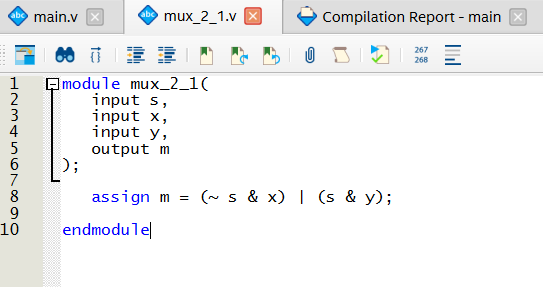 main.v
mux_2_1.v
Compilation Report - main
267
268
1 module mux_2_1(
2 input s,
3 input x,
4 input y,
5 output m
6 );
7
8 assign m = (~ s & x) | (s & y);
9
10 endmodule